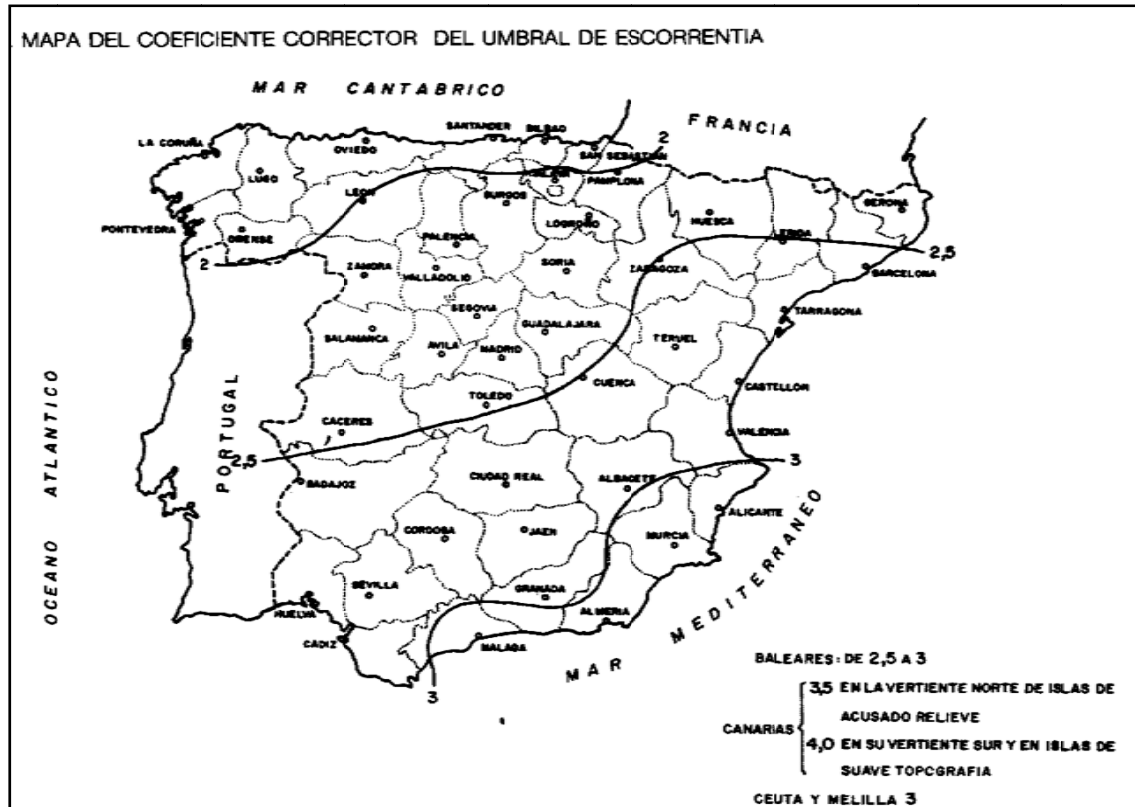 MAPA DEL COEFICIENTE CORRECTOR DEL UMBRAL DE ESCORRENTIA
MAR CANTABRICO
FRANCIA
LA CORUÑA
OVIEDO
SANTANDER
BILBAO
SAN SEBASTIAN
2
LUGO
LEON
BURGOS
PAMPLONA
HUESCA
GERONA
PONTEVEDRA
ORENSE
PALENCIA
LOGROÑO
LERIDA
2
ZAMORA
VALLADOLID
SORIA
ZARAGOZA
2,5
BARCELONA
SEGOVIA
TARRAGONA
SALAMANCA
AVILA
MADRID
GUADALAJARA
TERUEL
CUENCA
CASTELLOR
TOLEDO
CACERES
VALENCIA
2,5
PORTUGAL
OCEANO ATLANTICO
BADAJOZ
CIUDAD REAL
ALBACETE
3
ALICANTE
CORDOBA
JAEN
MURCIA
SEVILLA
GRANADA
HUELVA
ALMERIA
CADIZ
MALAGA
MAR MEDITERRANEO
3
BALEARES: DE 2,5 A 3
CANARIAS
3,5 EN LA VERTIENTE NORTE DE ISLAS DE
ACUSADO RELIEVE
4,0 EN SU VERTIENTE SUR Y EN ISLAS DE
SUAVE TOPCGRAFIA
CEUTA Y MELILLA 3